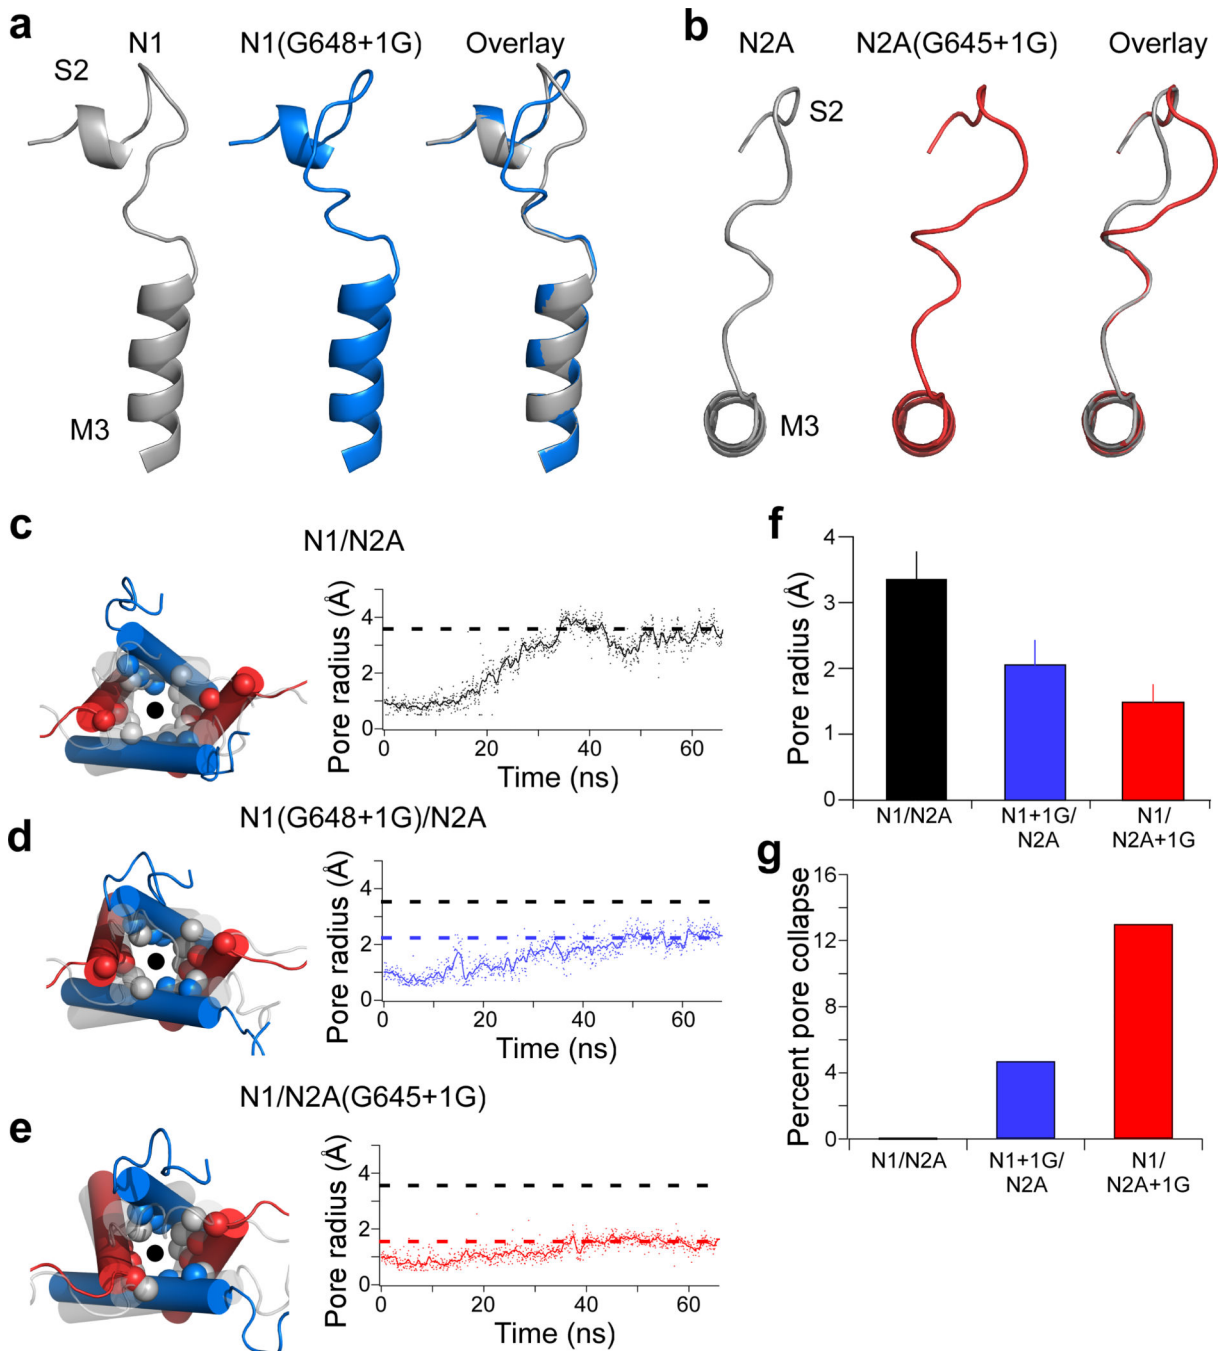 a
N1
N1(G648+1G)
Overlay
S2
M3
b
N2A
N2A(G645+1G)
Overlay
S2
M3
c
N1/N2A
Pore radius (Å)
4
2
0
0 20 40 60
Time (ns)
d
N1(G648+1G)/N2A
Pore radius (Å)
4
2
0
0 20 40 60
Time (ns)
e
N1/N2A(G645+1G)
Pore radius (Å)
4
2
0
0 20 40 60
Time (ns)
f
Pore radius (Å)
4
3
2
1
0
N1/N2A
N1+1G/
N2A
N1/
N2A+1G
g
Percent pore collapse
16
12
8
4
0
N1/N2A
N1+1G/
N2A
N1/
N2A+1G